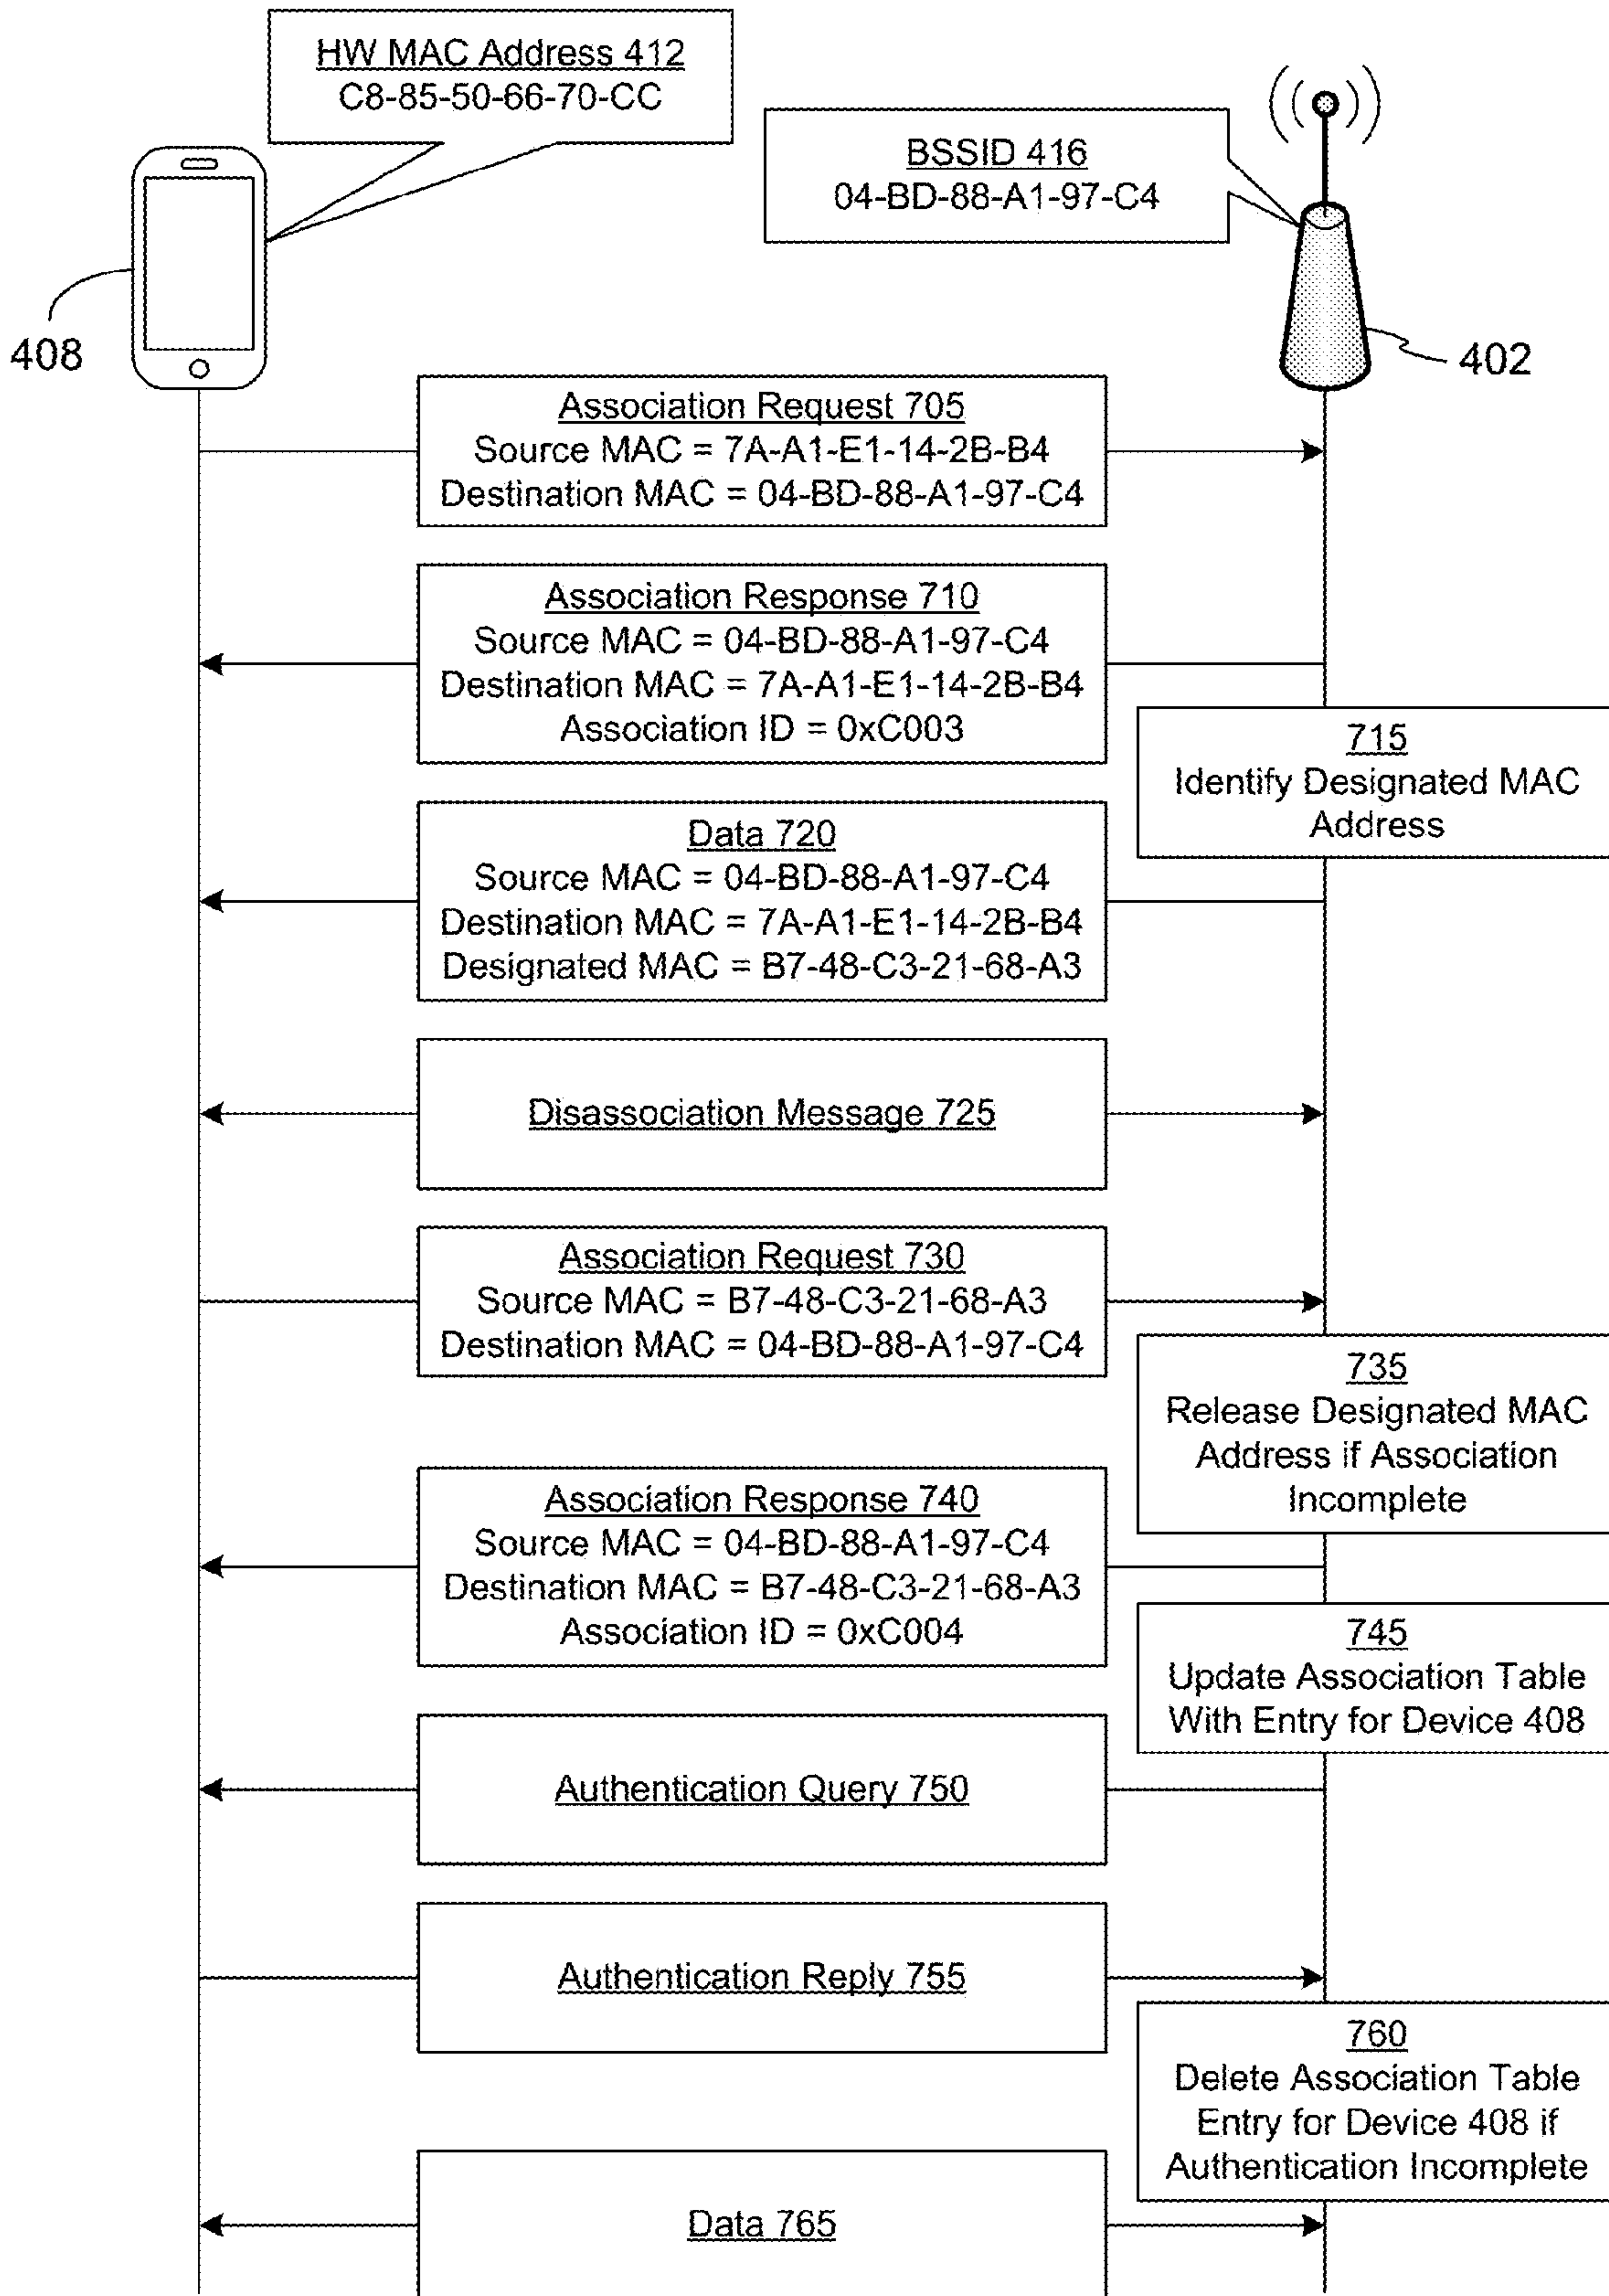 HW MAC Address 412
C8-85-50-66-70-CC
BSSID 416
04-BD-88-A1-97-C4
408
402
Association Request 705
Source MAC = 7A-A1-E1-14-2B-B4
Destination MAC = 04-BD-88-A1-97-C4
Association Response 710
Source MAC = 04-BD-88-A1-97-C4
Destination MAC = 7A-A1-E1-14-2B-B4
Association ID = 0xC003
715
Identify Designated MAC
Address
Data 720
Source MAC = 04-BD-88-A1-97-C4
Destination MAC = 7A-A1-E1-14-2B-B4
Designated MAC = B7-48-C3-21-68-A3
Disassociation Message 725
Association Request 730
Source MAC = B7-48-C3-21-68-A3
Destination MAC = 04-BD-88-A1-97-C4
735
Release Designated MAC
Address if Association
Incomplete
Association Response 740
Source MAC = 04-BD-88-A1-97-C4
Destination MAC = B7-48-C3-21-68-A3
Association ID = 0xC004
745
Update Association Table
With Entry for Device 408
Authentication Query 750
Authentication Reply 755
760
Delete Association Table
Entry for Device 408 if
Authentication Incomplete
Data 765